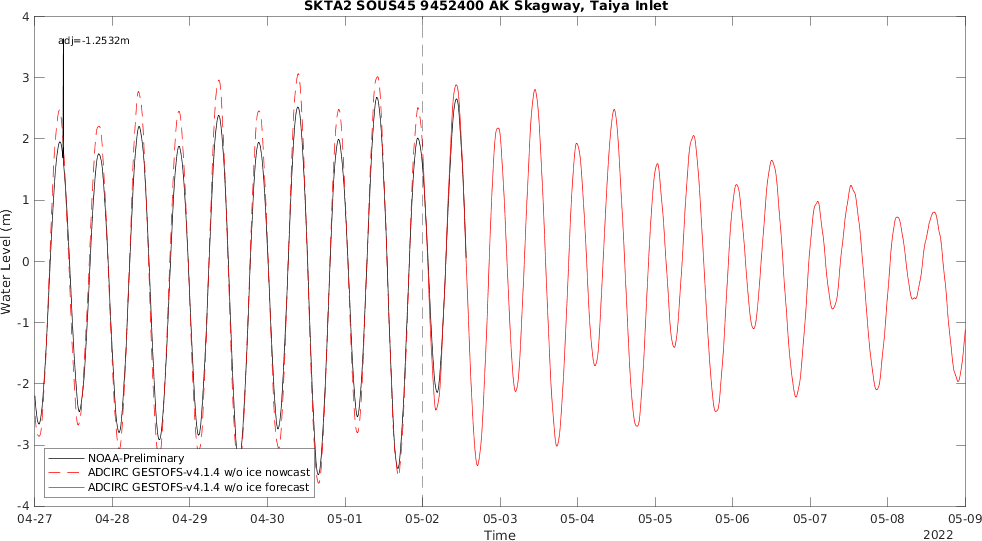 SKTA2 SOUS45 9452400 AK Skagway, Taiya Inlet
adj=-1.2532m
4
3
2
1
0
-1
-2
-3
-4
Water Level (m)
NOAA-Preliminary
ADCIRC GESTOFS-v4.1.4 w/o ice nowcast
ADCIRC GESTOFS-v4.1.4 w/o ice forecast
04-27 04-28 04-29 04-30 05-01 05-02 05-03 05-04 05-05 05-06 05-07 05-08 05-09
Time
2022